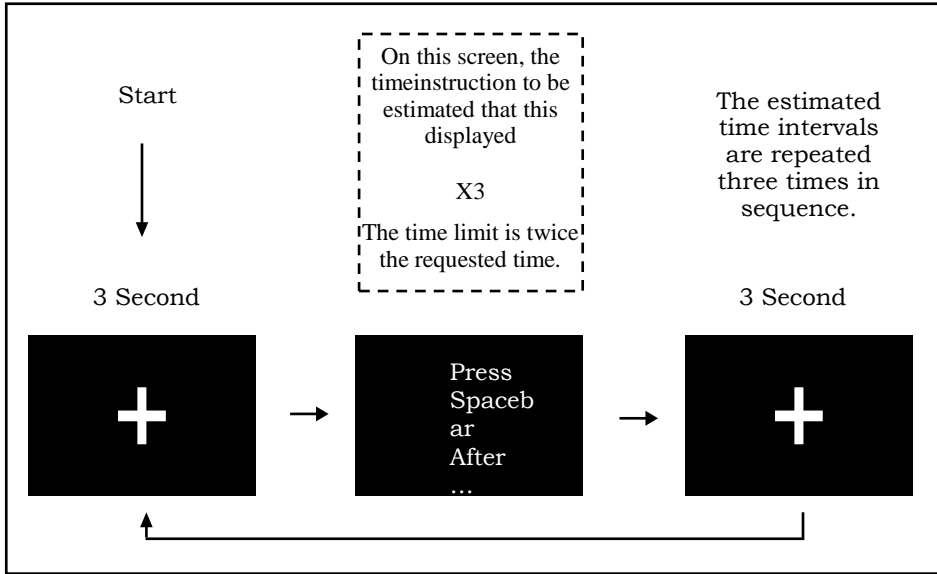 Start
3 Second
On this screen, the
timeinstruction to be
estimated that this
displayed
X3
The time limit is twice
the requested time.
Press
Spaceb
ar
After
...
The estimated
time intervals
are repeated
three times in
sequence.
3 Second